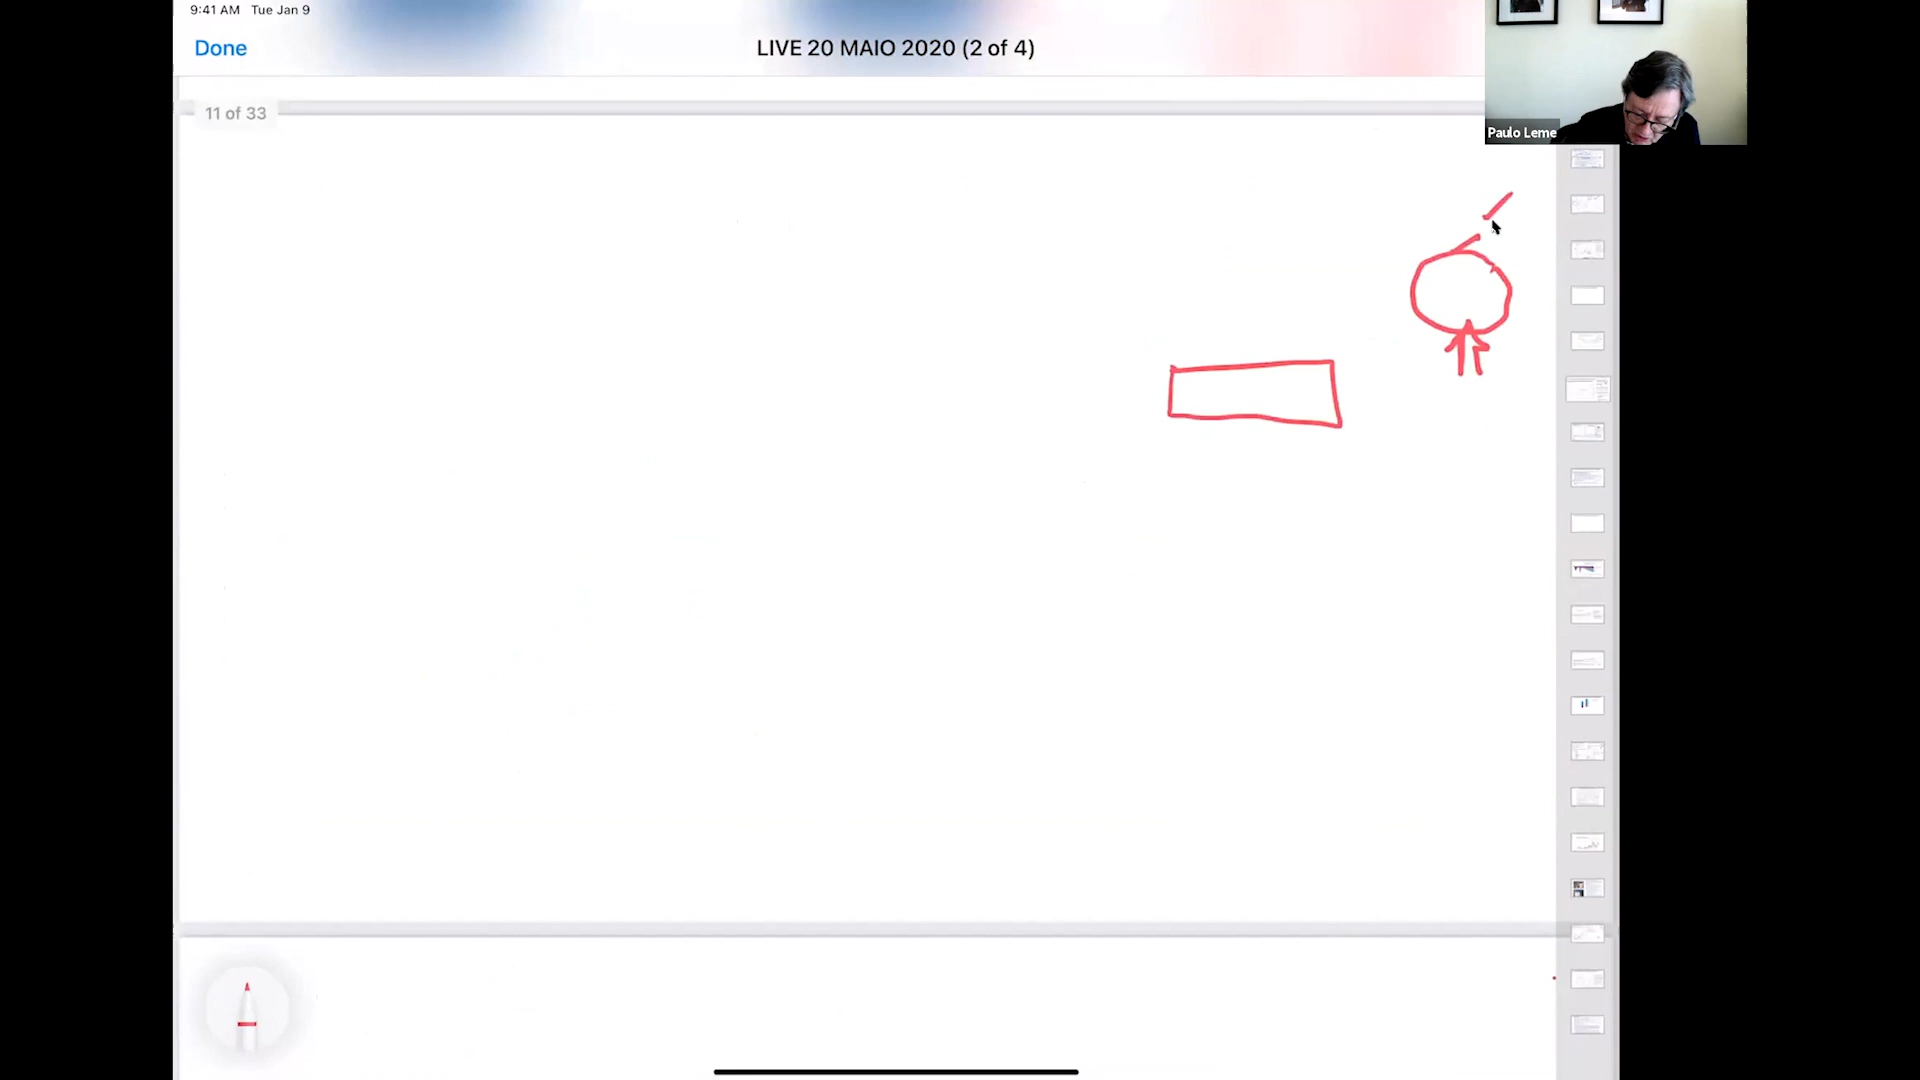 9:41 AM Tue Jan 9
Done
LIVE 20 MAIO 2020 (2 of 4)
11 of 33
Paulo Leme